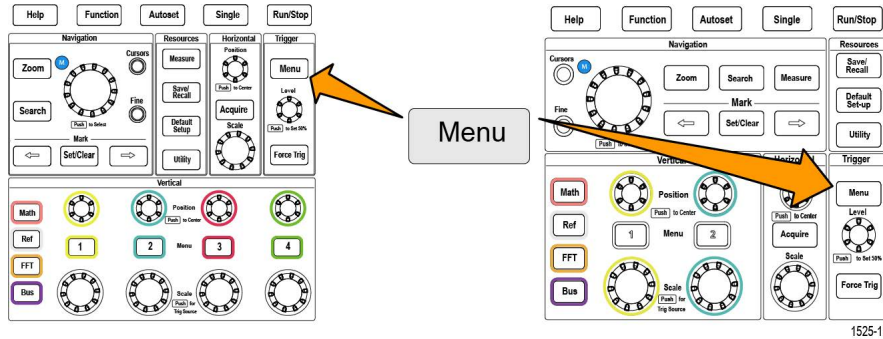 Help Function Autoset Single Run/Stop
Navigation Resources Horizontal Trigger
Zoom M Cursors Measure Position Menu
Push to Center
Save/
Recall
Level
Search Fine Acquire
Push to Select Default
Setup
Scale Push to Set 50%
Mark
Set/Clear Utility Force Trig
Vertical
Math Position
Push to Center
Ref 1 2 Menu 3 4
FFT
Bus Scale
Push for
Trig Source
Menu
Help Function Autoset Single Run/Stop
Navigation Resources
Cursors M Zoom Search Measure Save/
Recall
Fine Mark Default
Set-up
Set/Clear Utility
Push
Vertical Horizontal Trigger
Math Position Menu
Push to Center Push to Center
Level
Ref 1 Menu 2 Acquire
FFT Scale Push to Set 50%
Bus Scale Force Trig
Push for
Trig Source
1525-1